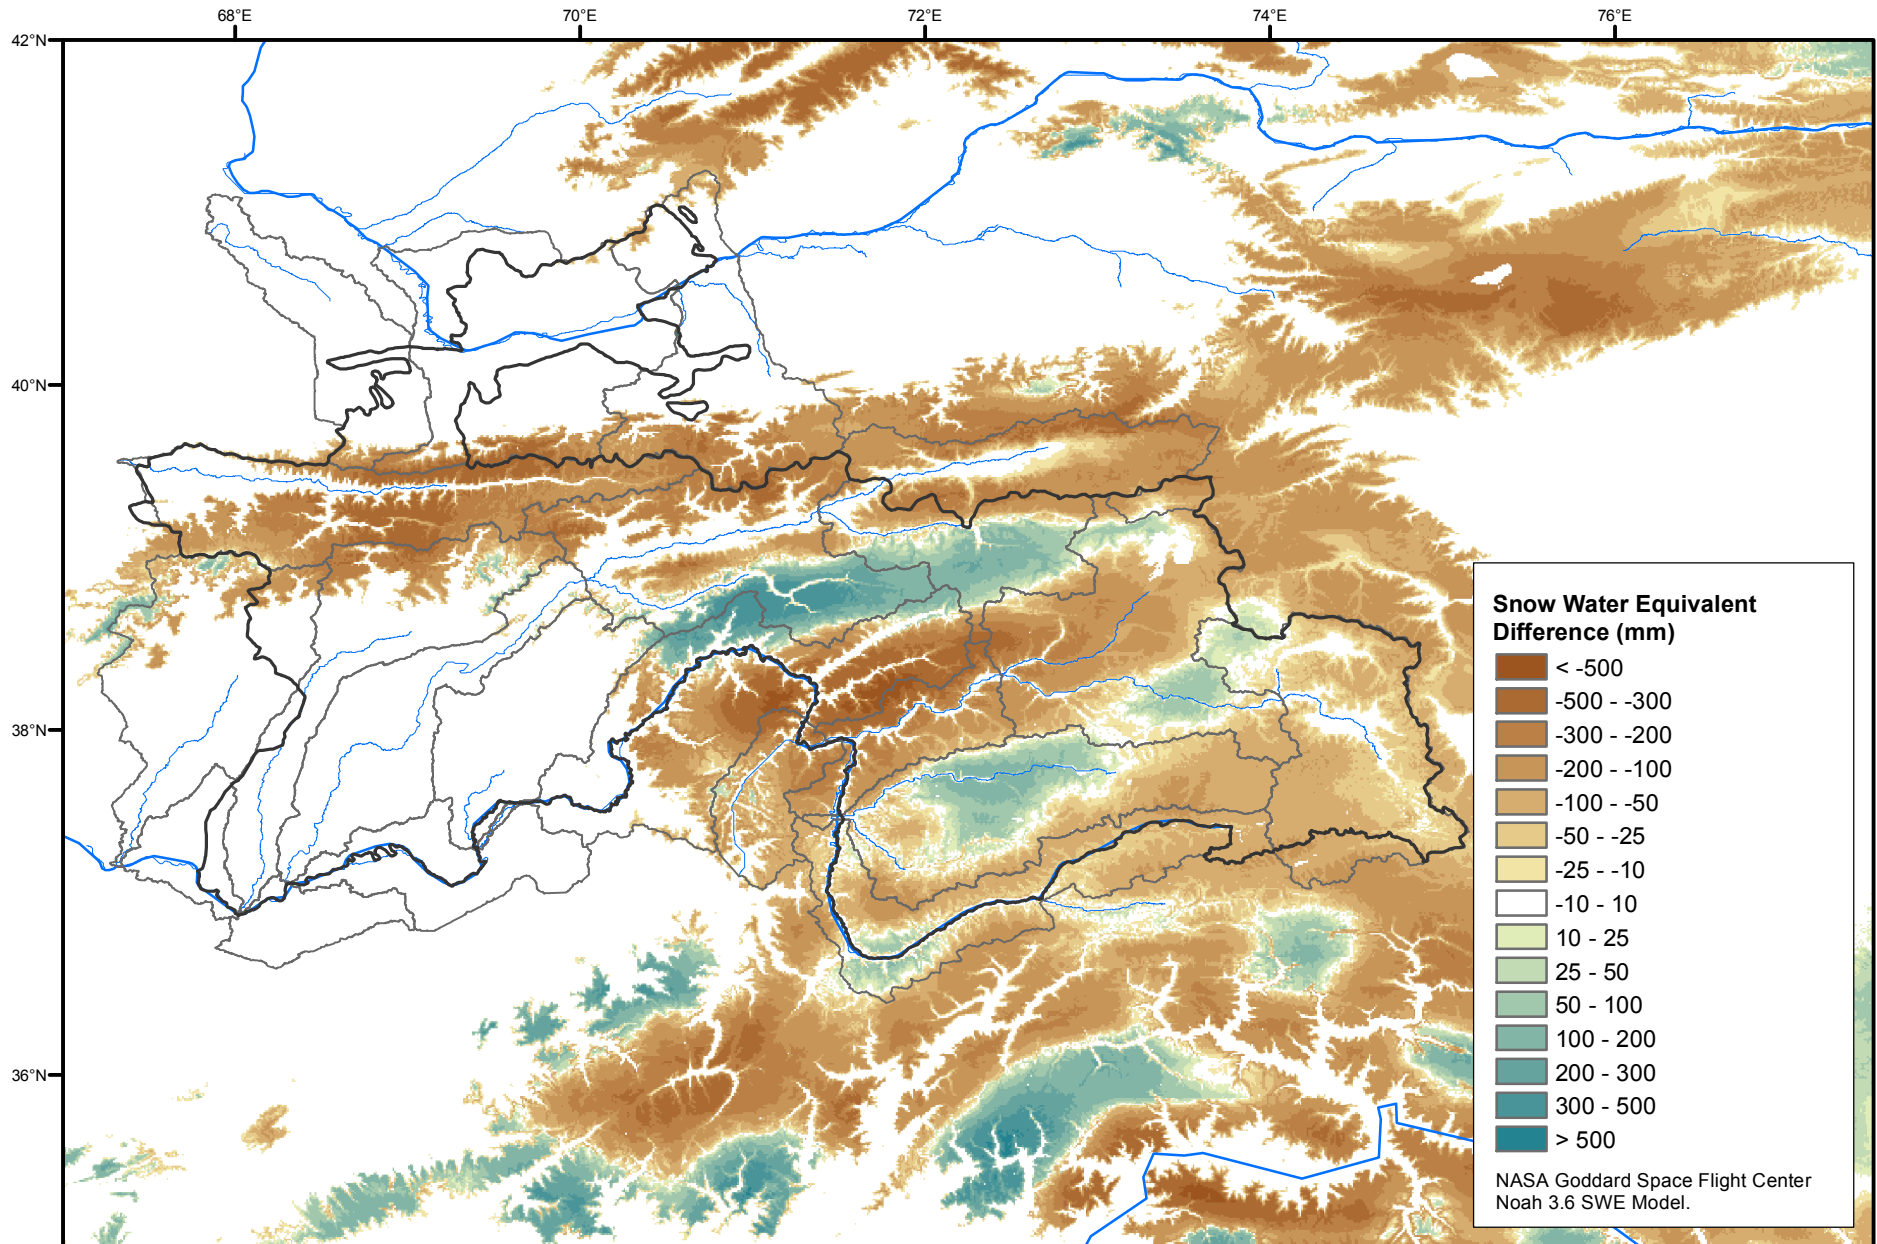 68°E 70°E 72°E 74°E 76°E
42°N
40°N
38°N
36°N
Snow Water Equivalent
Difference (mm)
< -500
-500 - -300
-300 - -200
-200 - -100
-100 - -50
-50 - -25
-25 - -10
-10 - 10
10 - 25
25 - 50
50 - 100
100 - 200
200 - 300
300 - 500
> 500
NASA Goddard Space Flight Center
Noah 3.6 SWE Model.